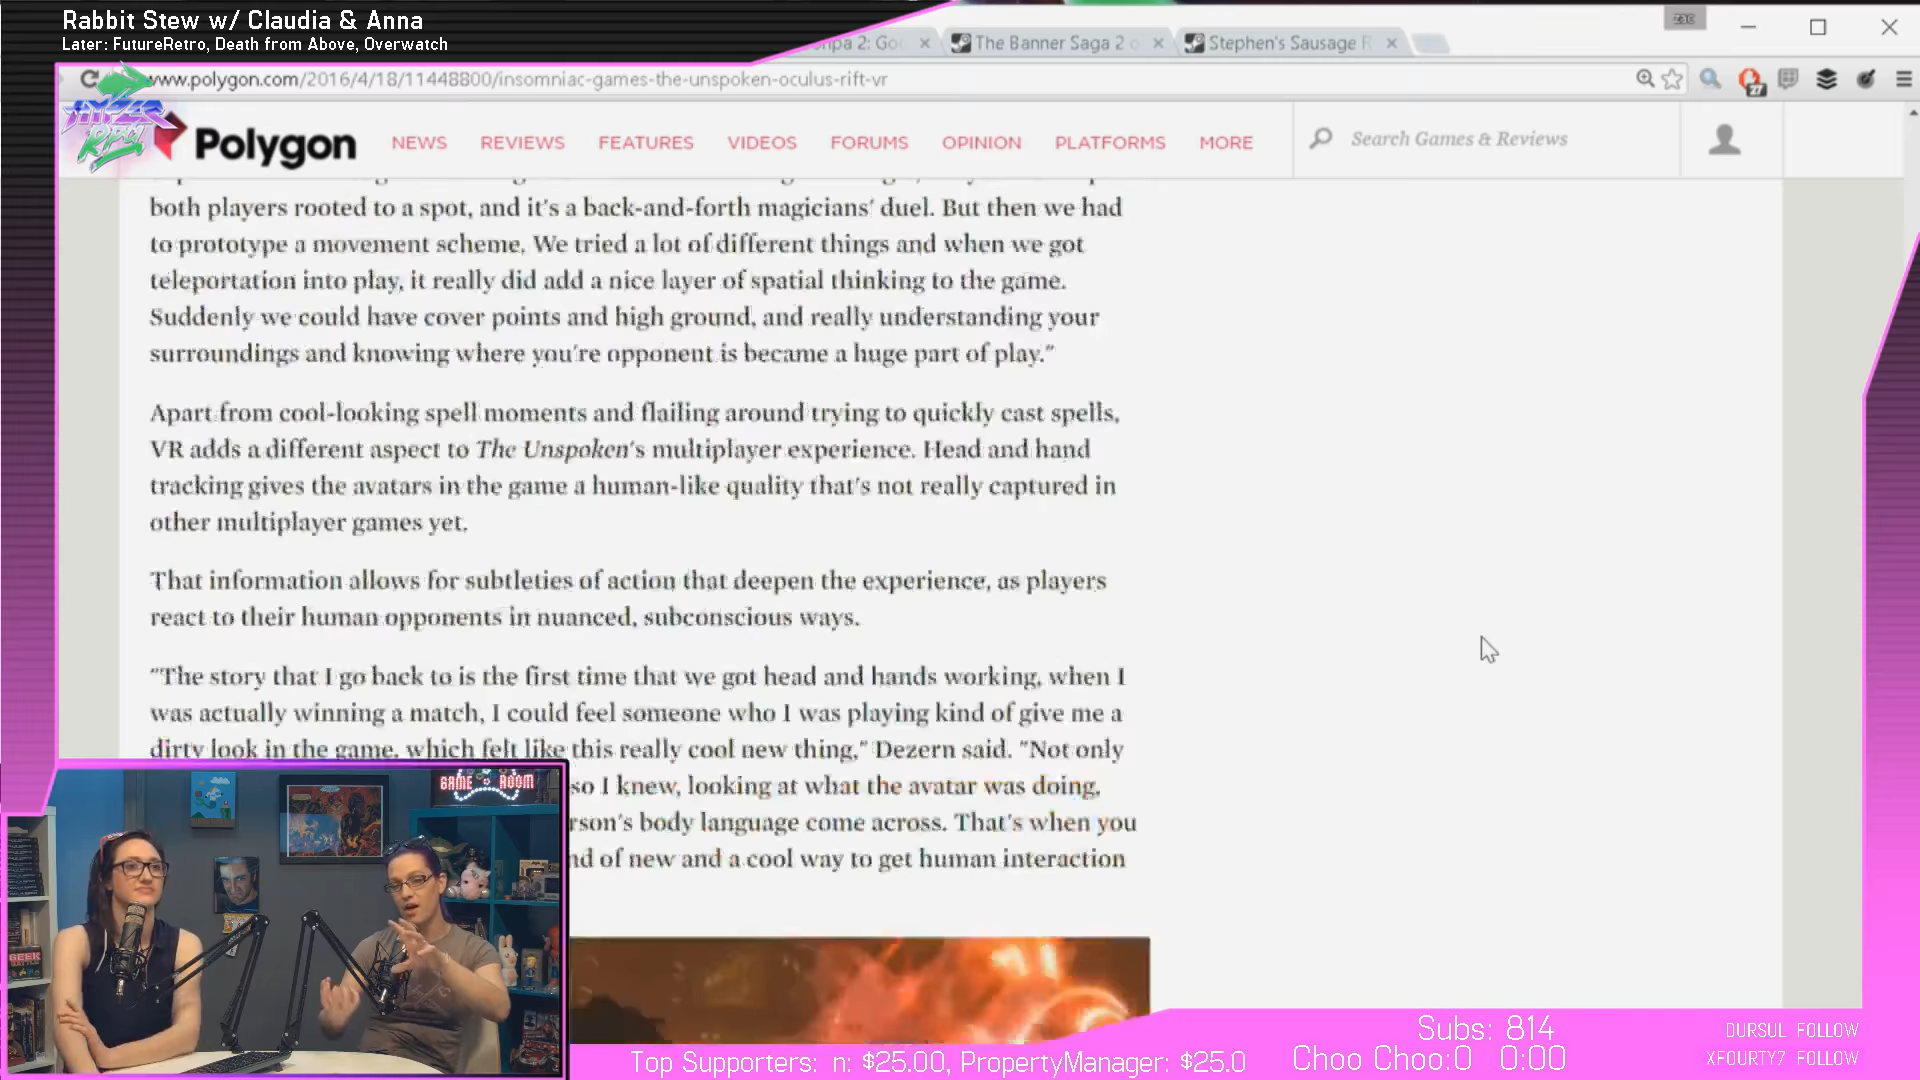 Rabbit Stew w/ Claudia & Anna
Later: FutureRetro, Death from Above, Overwatch
npa 2: Goo
The Banner Saga 2 o
Stephen's Sausage R
www.polygon.com/2016/4/18/11448800/insomniac-games-the-unspoken-oculus-rift-vr
27
HYPER
RPG
Polygon
NEWS REVIEWS FEATURES VIDEOS FORUMS OPINION PLATFORMS MORE
Search Games & Reviews
both players rooted to a spot, and it's a back-and-forth magicians' duel. But then we had
to prototype a movement scheme. We tried a lot of different things and when we got
teleportation into play, it really did add a nice layer of spatial thinking to the game.
Suddenly we could have cover points and high ground, and really understanding your
surroundings and knowing where you're opponent is became a huge part of play."
Apart from cool-looking spell moments and flailing around trying to quickly cast spells,
VR adds a different aspect to The Unspoken's multiplayer experience. Head and hand
tracking gives the avatars in the game a human-like quality that's not really captured in
other multiplayer games yet.
That information allows for subtleties of action that deepen the experience, as players
react to their human opponents in nuanced, subconscious ways.
"The story that I go back to is the first time that we got head and hands working, when I
was actually winning a match, I could feel someone who I was playing kind of give me a
dirty look in the game, which felt like this really cool new thing," Dezern said. "Not only
so I knew, looking at what the avatar was doing,
rson's body language come across. That's when you
nd of new and a cool way to get human interaction
GAME ROOM
GEEK
BATTLE
Subs: 814
Choo Choo:0 0:00
DURSUL FOLLOW
XFOURTY7 FOLLOW
Top Supporters: n: $25.00, PropertyManager: $25.0